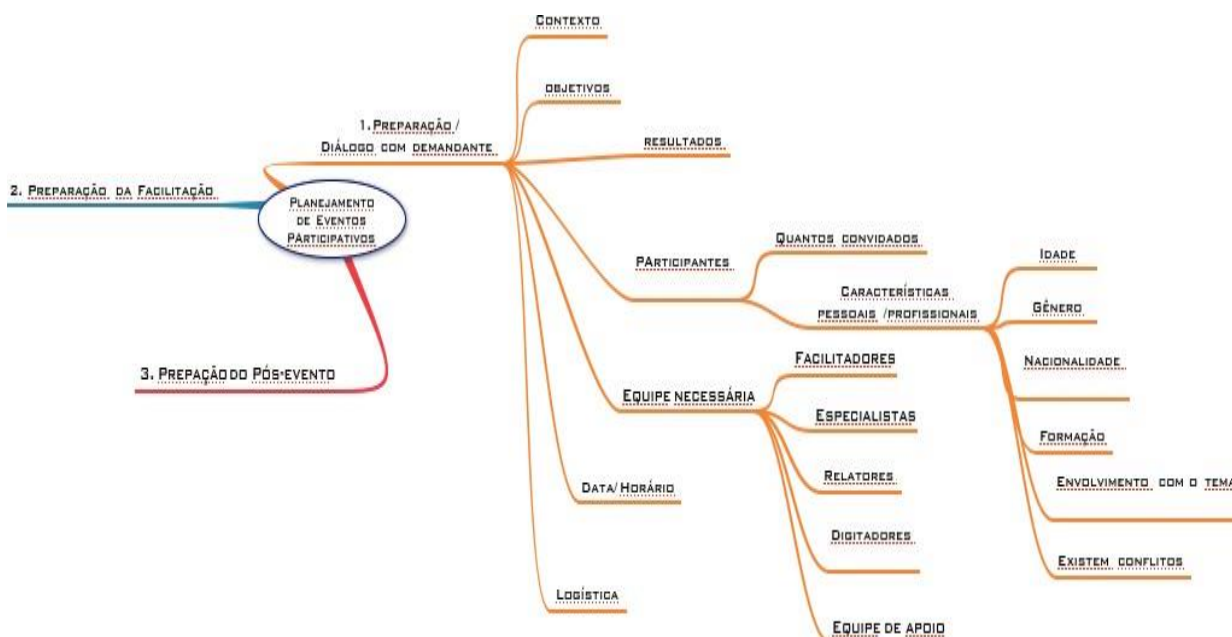 Contexto
objetivos
1. Preparação /
Diálogo com demandante
resultados
2. Preparação da Facilitação
Planejamento
de Eventos
PArticipativos
3. Prepação do Pós-evento
PArticipantes
Quantos convidados
Características
pessoais /profissionais
Idade
Gênero
Nacionalidade
Formação
Envolvimento com o tema
Existem conflitos
Equipe necessária
Facilitadores
Especialistas
Relatores
Digitadores
Equipe de apoio
Data/Horário
Logística